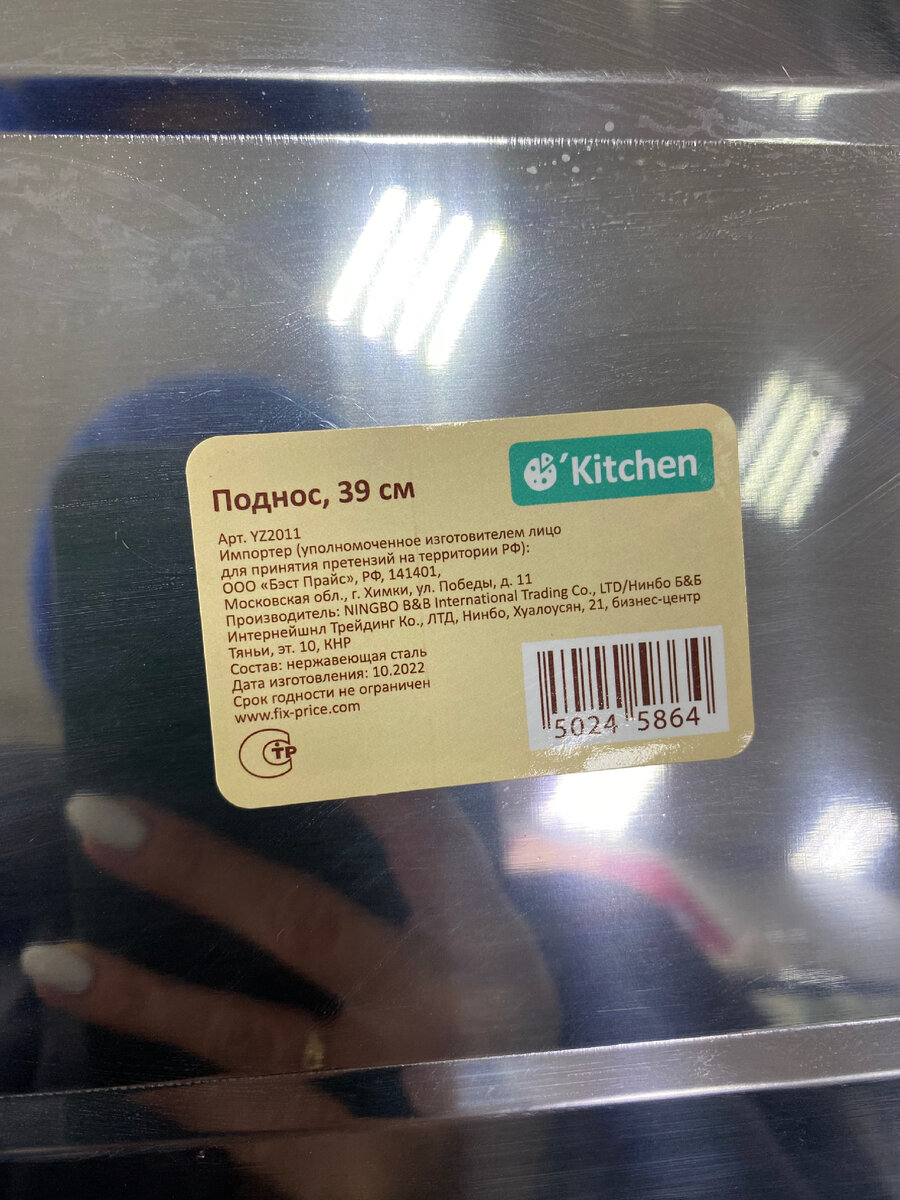 Поднос, 39 см
’Kitchen
Арт. YZ2011
Импортер (уполномоченное изготовителем лицо
для принятия претензий на территории РФ):
ООО «Бэст Прайс», РФ, 141401,
Московская обл., г. Химки, ул. Победы, д. 11
Производитель: NINGBO B&B International Trading Co., LTD/Нинбо Б&Б
Интернейшнл Трейдинг Ко., ЛТД, Нинбо, Хуалоусян, 21, бизнес-центр
Тяньи, эт. 10, КНР
Состав: нержавеющая сталь
Дата изготовления: 10.2022
Срок годности не ограничен
www.fix-price.com
СТР
5024 5864